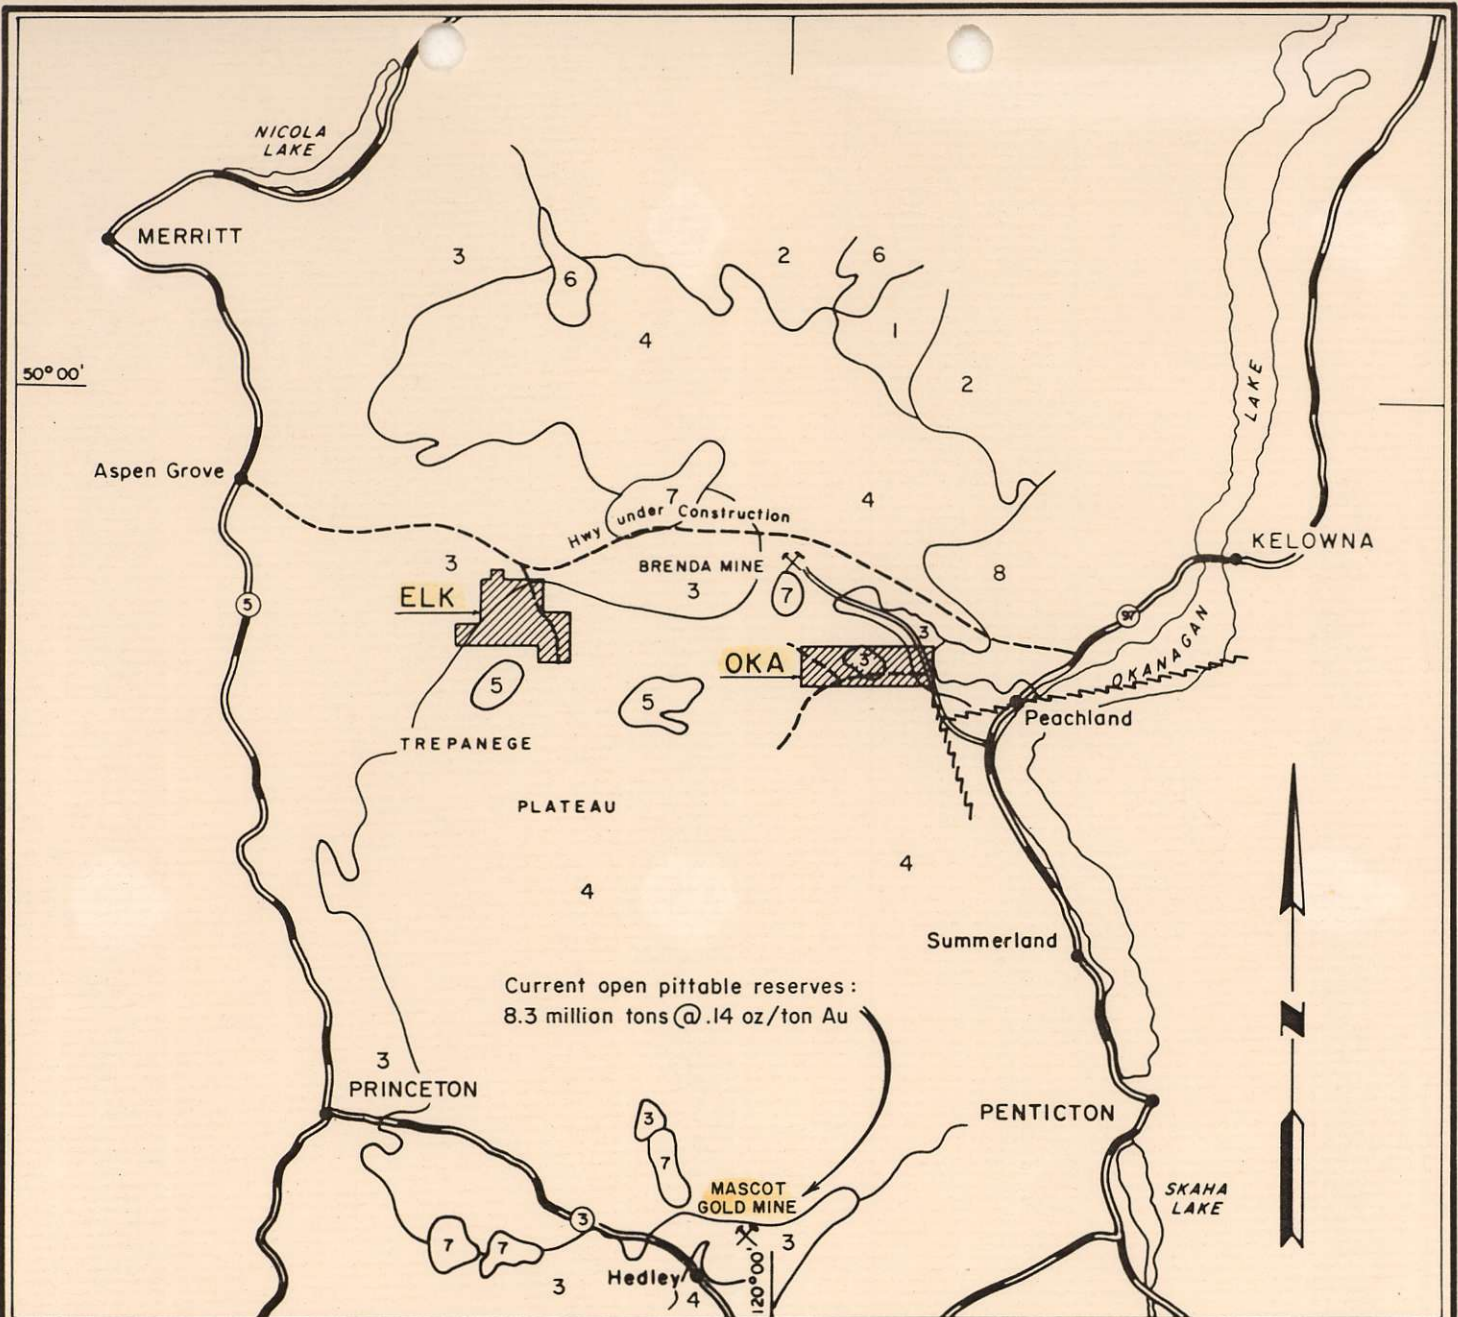 NICOLA
LAKE
MERRITT
3
2
6
6
4
1
50°00'
2
LAKE
Aspen Grove
7
4
Hwy under Construction
KELOWNA
3
BRENDA MINE
8
3
7
ELK
5
97
3
OKANAGAN
OKA
3
5
5
Peachland
TREPANEGE
PLATEAU
4
4
Summerland
Current open pittable reserves :
8.3 million tons @ .14 oz/ton Au
N
3
PRINCETON
PENTICTON
3
7
MASCOT
GOLD MINE
SKAHA
LAKE
3
7
7
3
Hedley
3
4
120°00'